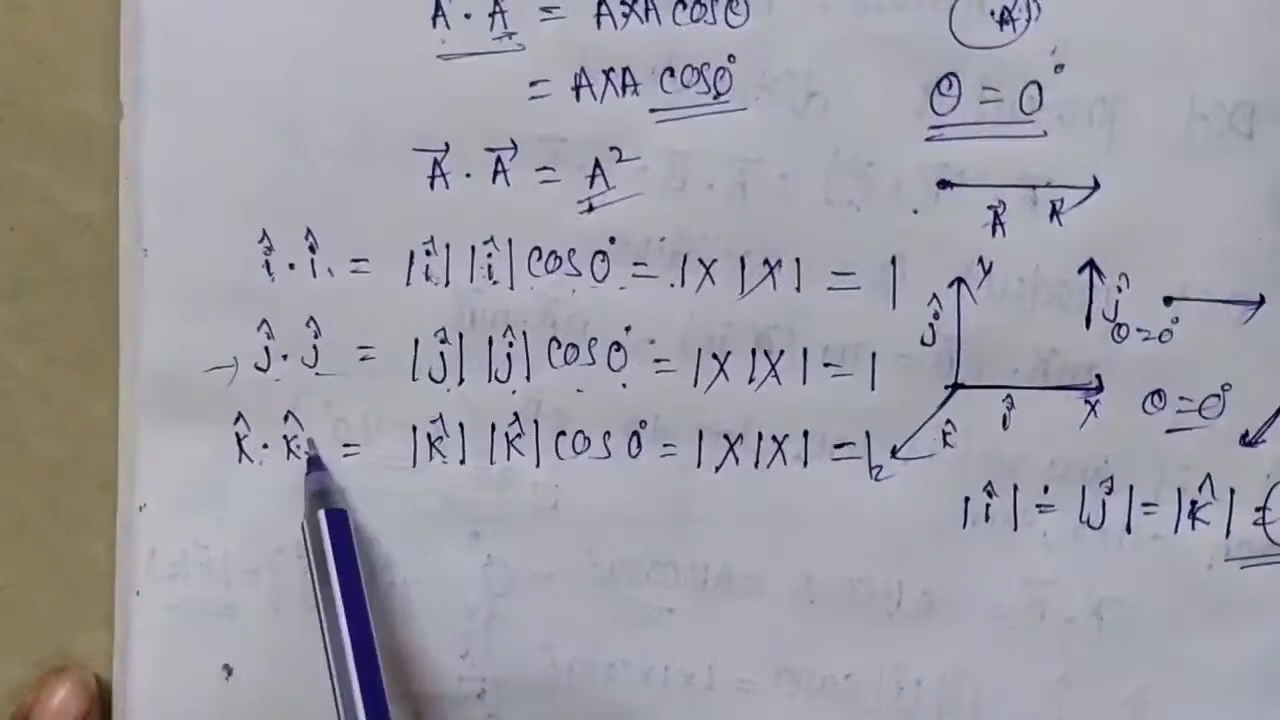 A⃗ · A⃗ = A×A cosθ
= A×A cos0°
θ = 0°
A⃗ · A⃗ = A²
A⃗ A⃗
î · î = |î| |î| cos0° = 1×1×1 = 1
ĵ · ĵ = |ĵ| |ĵ| cos0° = 1×1×1 = 1
k̂ · k̂ = |k̂| |k̂| cos0° = 1×1×1 = 1
y ĵ ĵ
θ=0°
x k̂ z
θ=0°
|î| = |ĵ| = |k̂| =